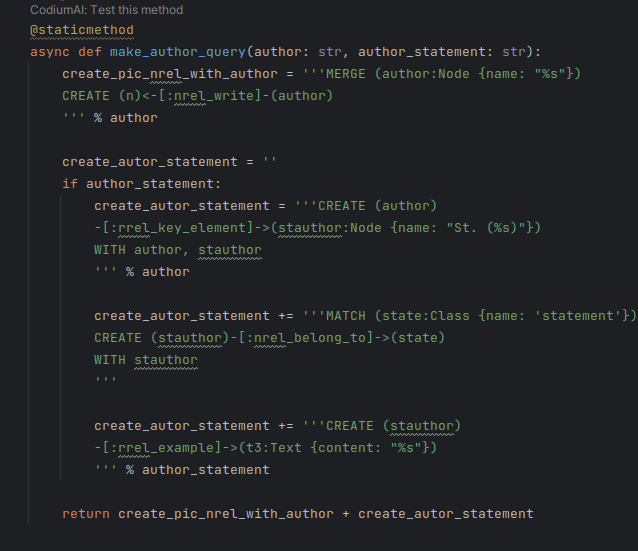 CodiumAI: Test this method
@staticmethod
async def make_author_query(author: str, author_statement: str):
    create_pic_nrel_with_author = '''MERGE (author:Node {name: "%s"})
    CREATE (n)<-[:nrel_write]-(author)
    ''' % author

    create_autor_statement = ''
    if author_statement:
        create_autor_statement = '''CREATE (author)
        -[:rrel_key_element]->(stauthor:Node {name: "St. (%s)"})
        WITH author, stauthor
        ''' % author

        create_autor_statement += '''MATCH (state:Class {name: 'statement'})
        CREATE (stauthor)-[:nrel_belong_to]->(state)
        WITH stauthor
        '''

        create_autor_statement += '''CREATE (stauthor)
        -[:rrel_example]->(t3:Text {content: "%s"})
        ''' % author_statement

    return create_pic_nrel_with_author + create_autor_statement